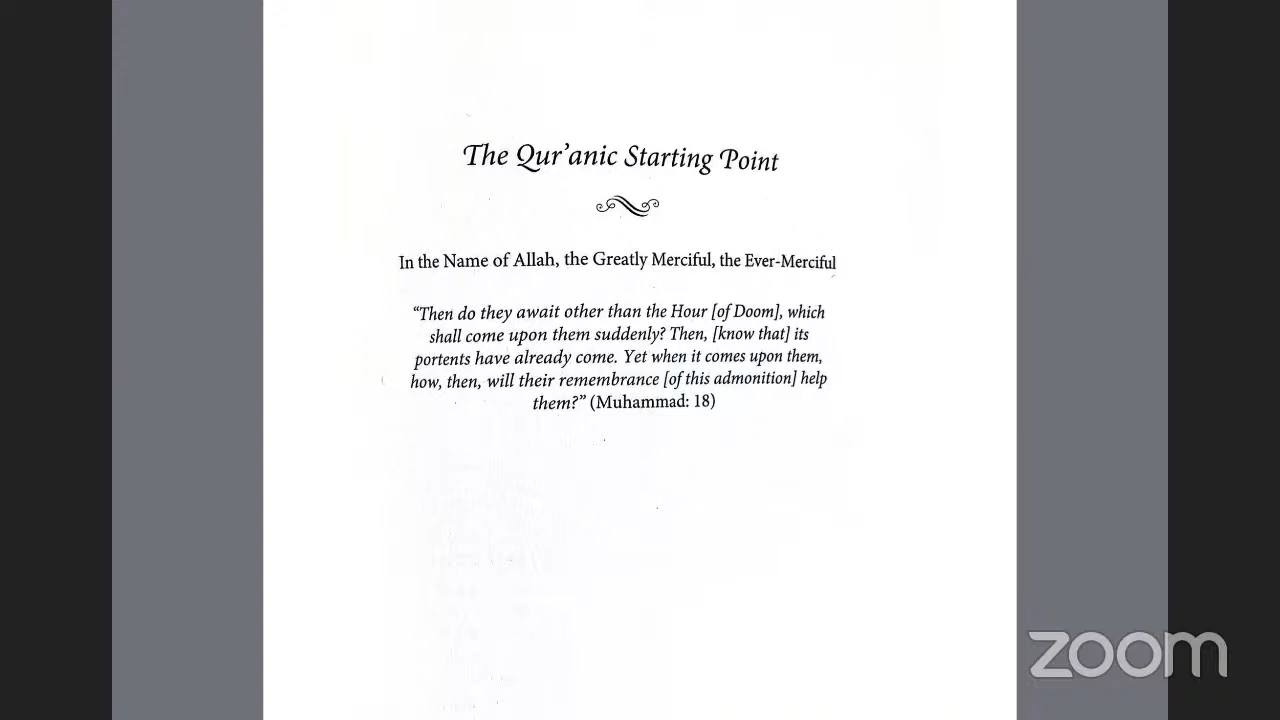 The Qur’anic Starting Point
In the Name of Allah, the Greatly Merciful, the Ever-Merciful
“Then do they await other than the Hour [of Doom], which
shall come upon them suddenly? Then, [know that] its
portents have already come. Yet when it comes upon them,
how, then, will their remembrance [of this admonition] help
them?” (Muhammad: 18)
zoom